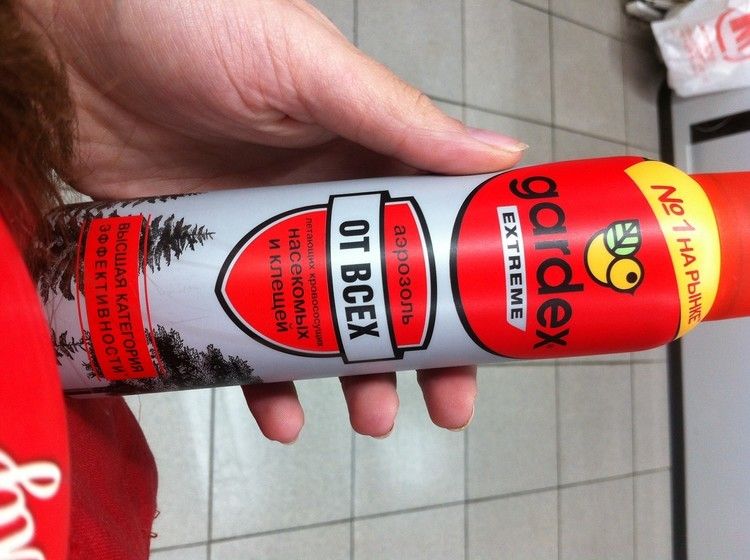 №1 НА РЫНКЕ
gardex
EXTREME
аэрозоль
ОТ ВСЕХ
летающих кровососущих
насекомых
и клещей
ВЫСШАЯ КАТЕГОРИЯ
ЭФФЕКТИВНОСТИ